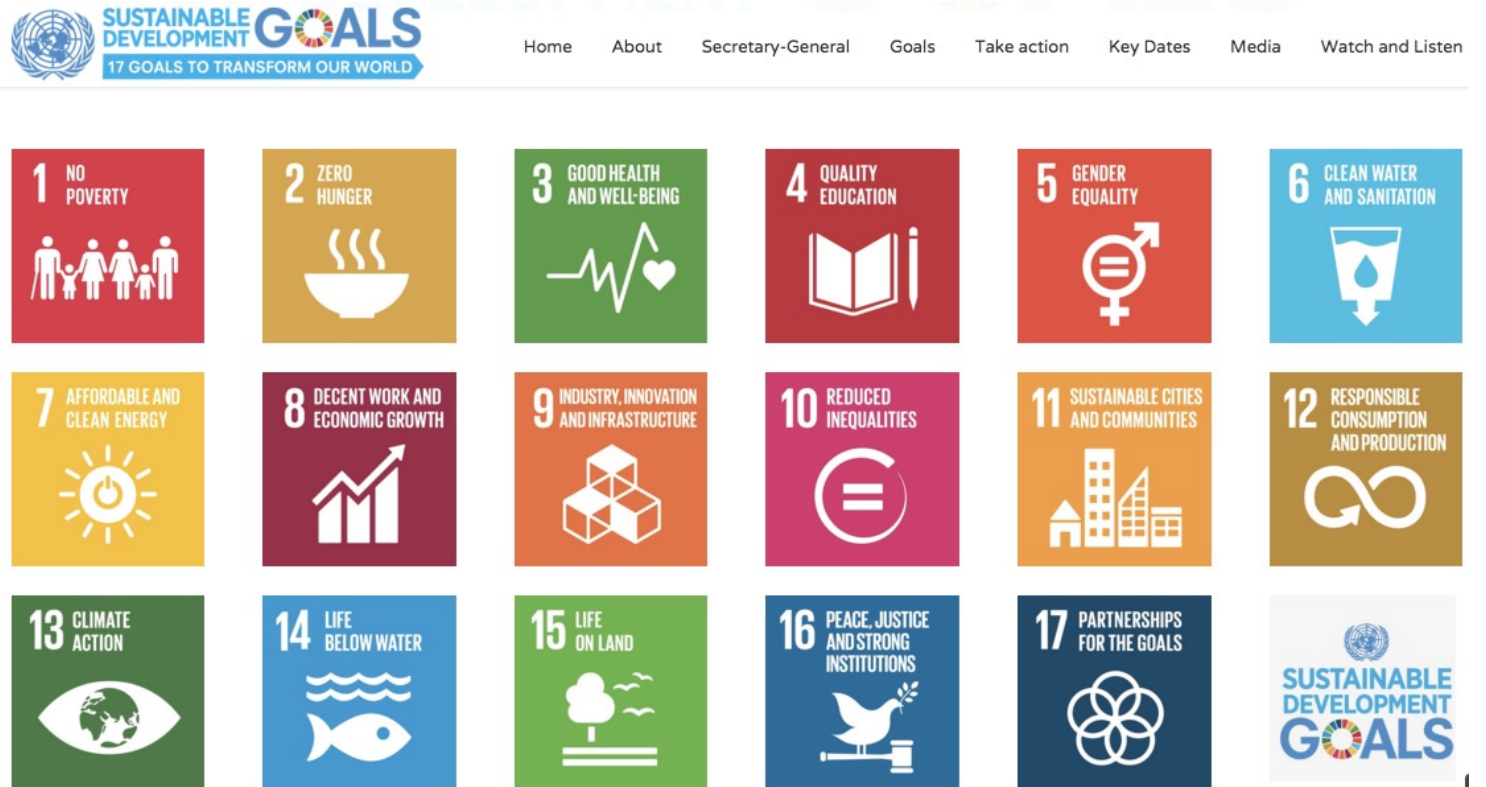 SUSTAINABLE
DEVELOPMENT GOALS
17 GOALS TO TRANSFORM OUR WORLD
Home About Secretary-General Goals Take action Key Dates Media Watch and Listen
1 NO
POVERTY
2 ZERO
HUNGER
3 GOOD HEALTH
AND WELL-BEING
4 QUALITY
EDUCATION
5 GENDER
EQUALITY
6 CLEAN WATER
AND SANITATION
7 AFFORDABLE AND
CLEAN ENERGY
8 DECENT WORK AND
ECONOMIC GROWTH
9 INDUSTRY, INNOVATION
AND INFRASTRUCTURE
10 REDUCED
INEQUALITIES
11 SUSTAINABLE CITIES
AND COMMUNITIES
12 RESPONSIBLE
CONSUMPTION
AND PRODUCTION
13 CLIMATE
ACTION
14 LIFE
BELOW WATER
15 LIFE
ON LAND
16 PEACE, JUSTICE
AND STRONG
INSTITUTIONS
17 PARTNERSHIPS
FOR THE GOALS
SUSTAINABLE
DEVELOPMENT
GOALS